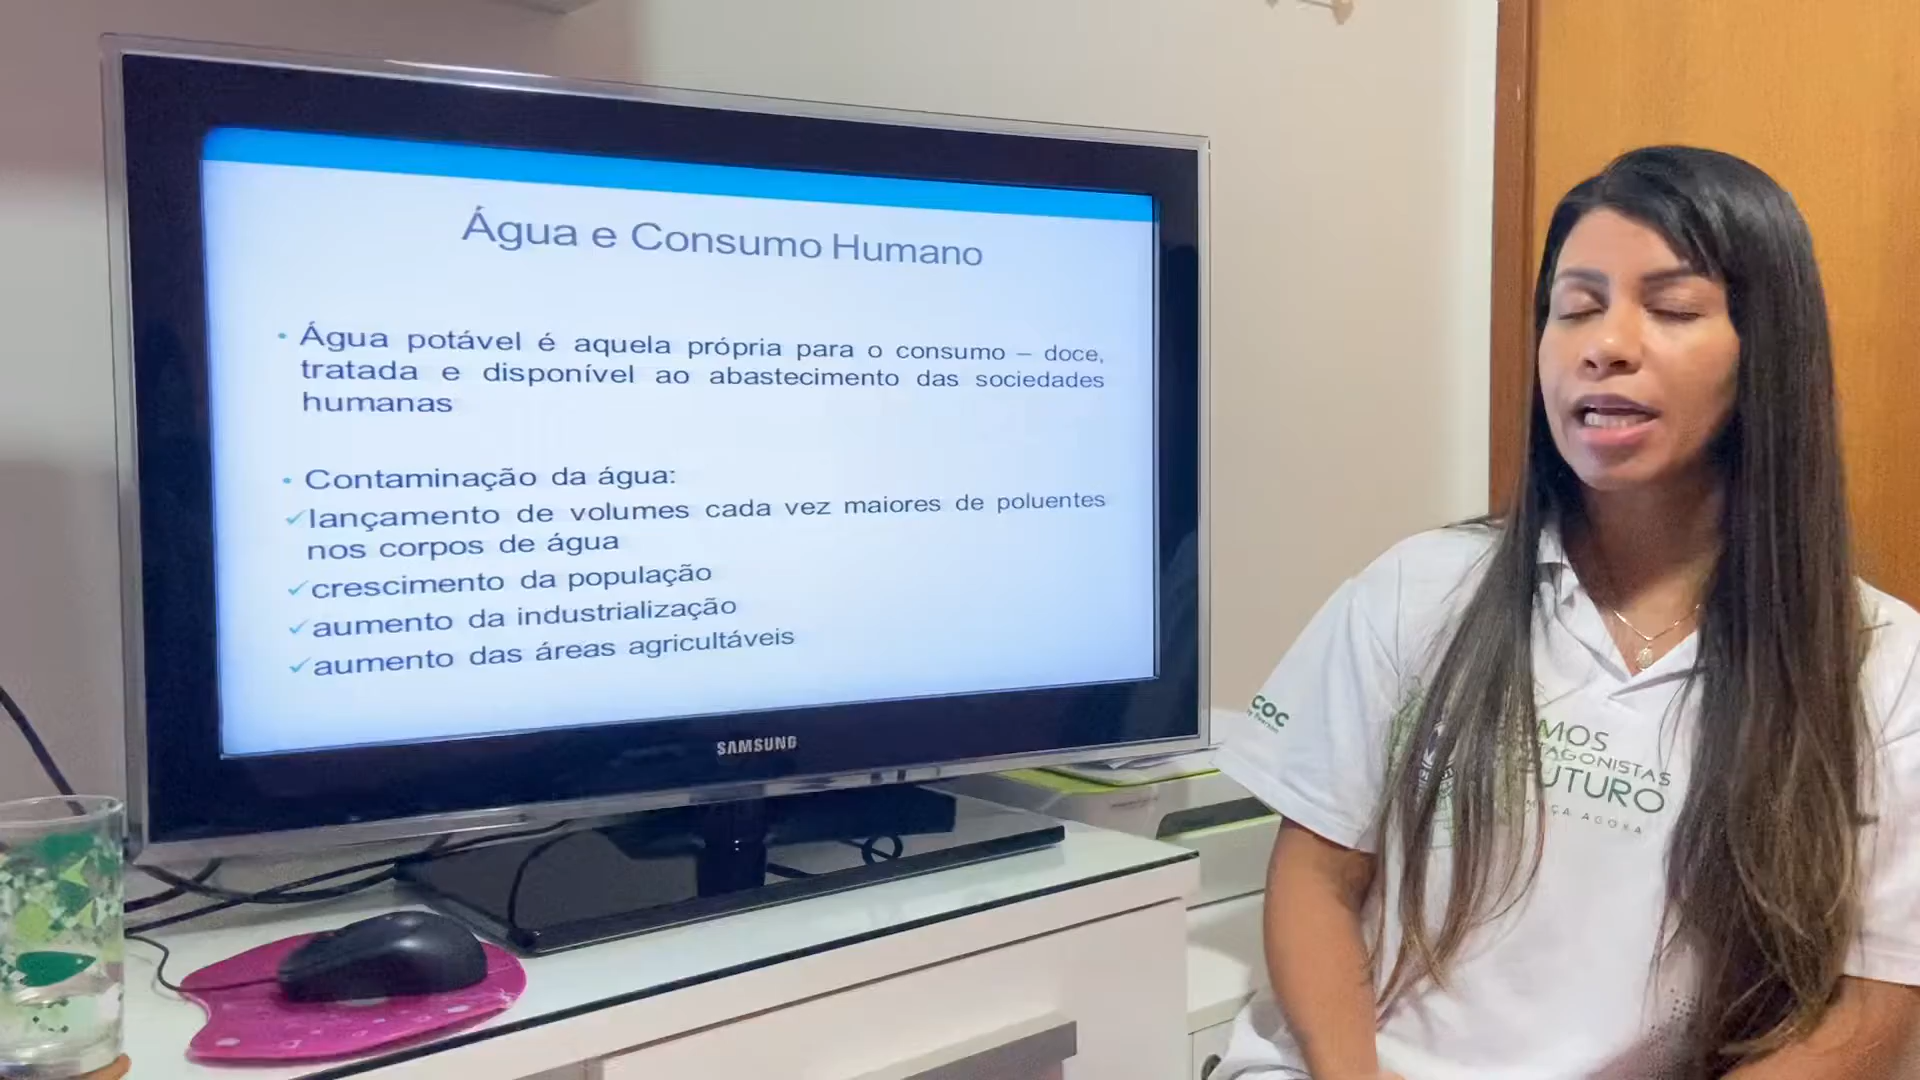 Água e Consumo Humano
• Água potável é aquela própria para o consumo – doce,
tratada e disponível ao abastecimento das sociedades
humanas
• Contaminação da água:
✓lançamento de volumes cada vez maiores de poluentes
nos corpos de água
✓crescimento da população
✓aumento da industrialização
✓aumento das áreas agricultáveis
SAMSUNG
COC
MOS
TAGONISTAS
FUTURO
AGORA